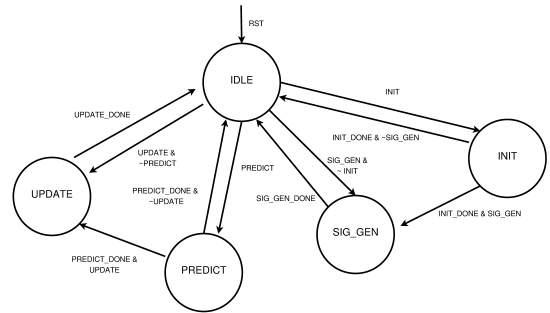 RST
IDLE
INIT
UPDATE_DONE
INIT_DONE & ~SIG_GEN
UPDATE &
~PREDICT
INIT
SIG_GEN &
~ INIT
PREDICT
PREDICT_DONE &
~UPDATE
UPDATE
SIG_GEN_DONE
INIT_DONE & SIG_GEN
SIG_GEN
PREDICT_DONE &
UPDATE
PREDICT